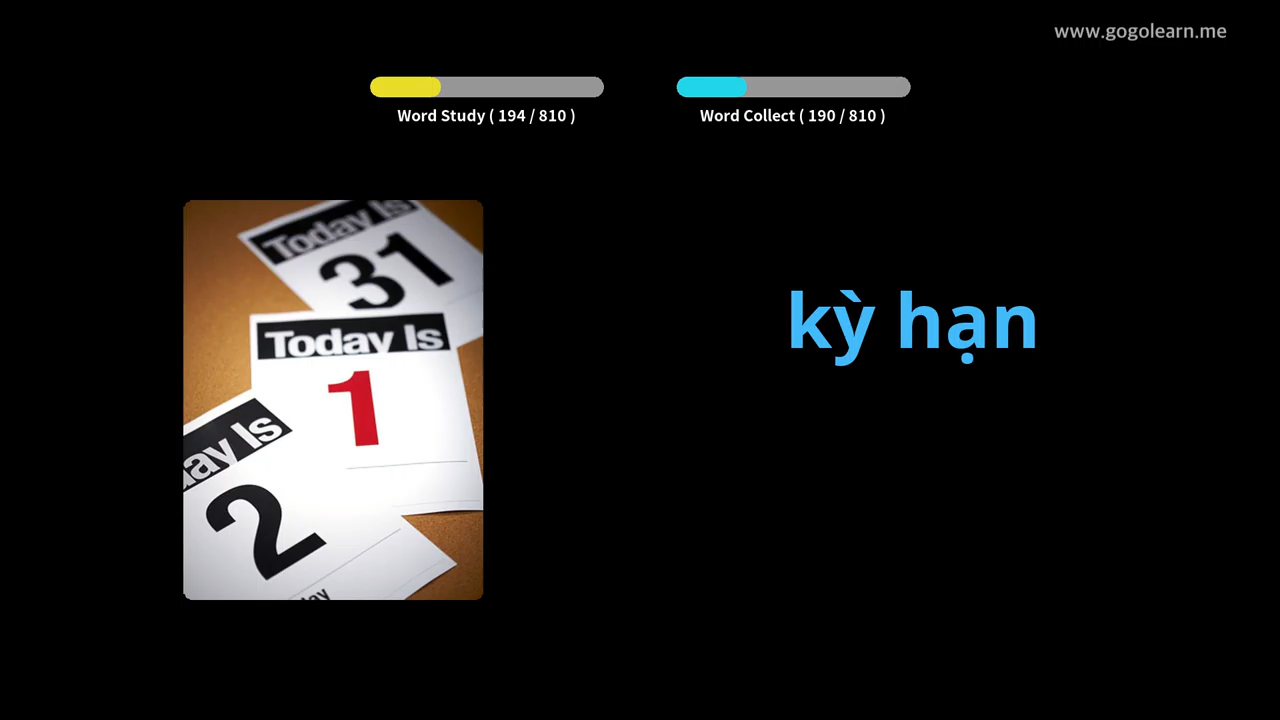 www.gogolearn.me
Word Study ( 194 / 810 )
Word Collect ( 190 / 810 )
Today Is
31
Today Is
1
ay Is
2
kỳ hạn